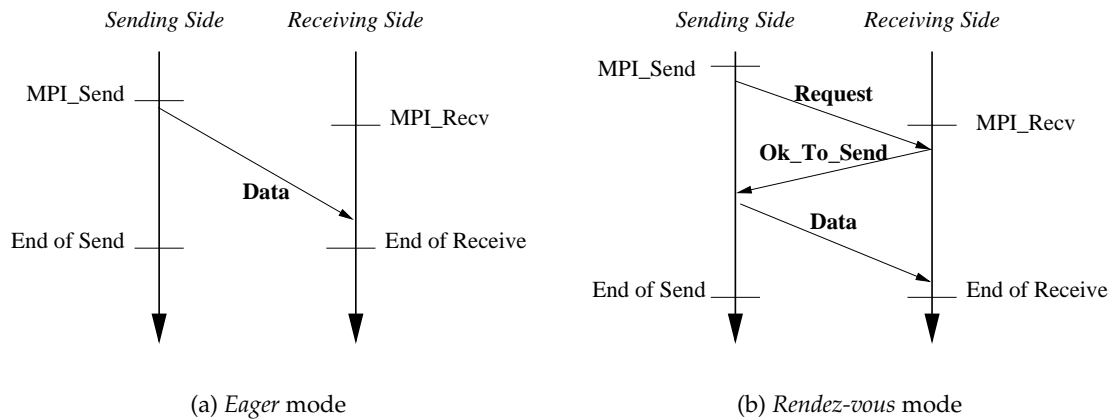 Sending Side
Receiving Side
MPI_Send
MPI_Recv
Data
End of Send
End of Receive
(a) Eager mode
Sending Side
Receiving Side
MPI_Send
Request
MPI_Recv
Ok_To_Send
Data
End of Send
End of Receive
(b) Rendez-vous mode